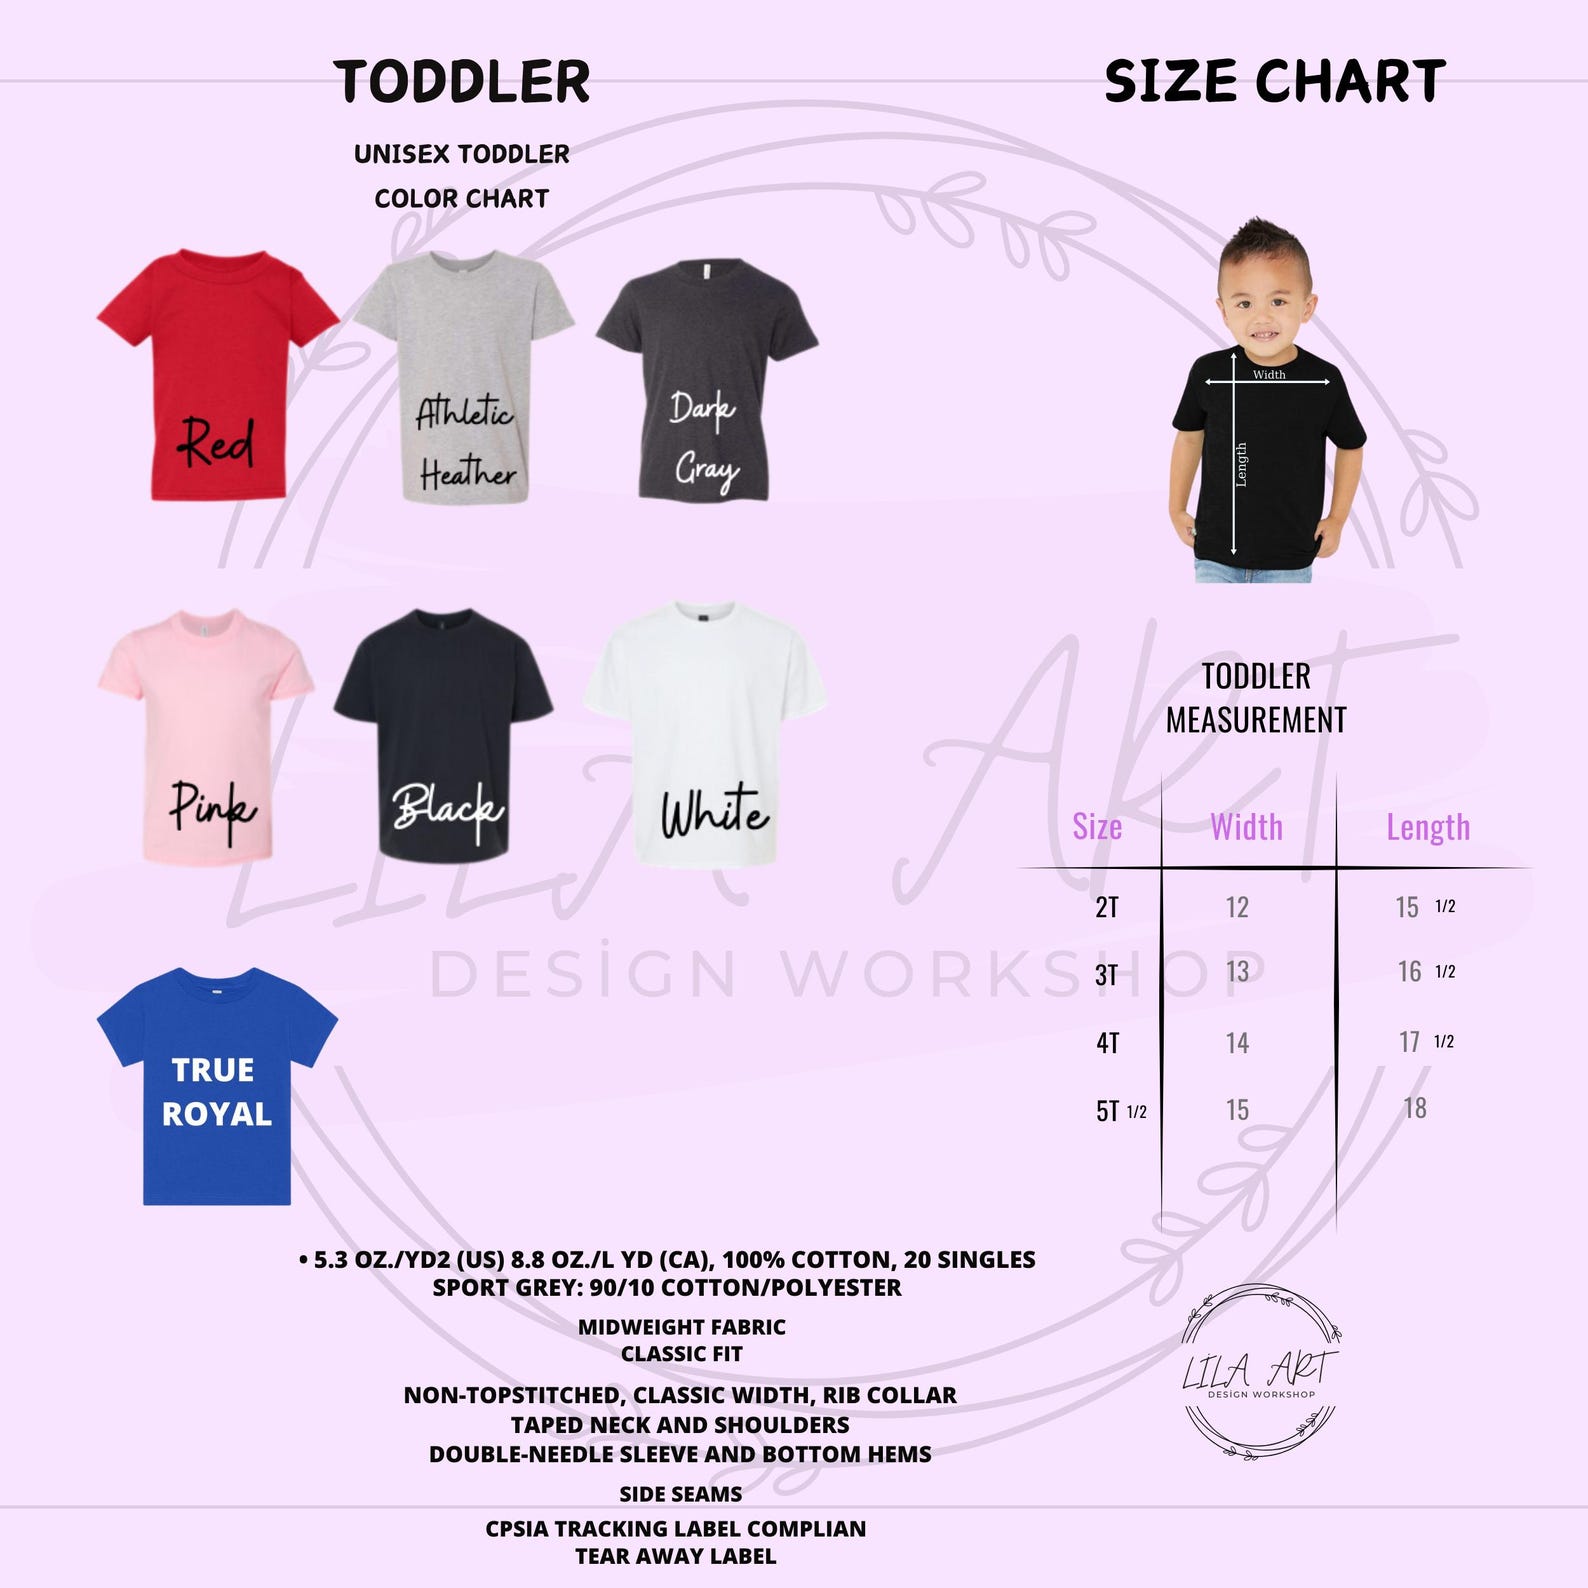 TODDLER
UNISEX TODDLER
COLOR CHART
Red
Athletic
Heather
Dark
Gray
Pink
Black
White
TRUE
ROYAL
• 5.3 OZ./YD2 (US) 8.8 OZ./L YD (CA), 100% COTTON, 20 SINGLES
SPORT GREY: 90/10 COTTON/POLYESTER
MIDWEIGHT FABRIC
CLASSIC FIT
NON-TOPSTITCHED, CLASSIC WIDTH, RIB COLLAR
TAPED NECK AND SHOULDERS
DOUBLE-NEEDLE SLEEVE AND BOTTOM HEMS
SIDE SEAMS
CPSIA TRACKING LABEL COMPLIAN
TEAR AWAY LABEL
SIZE CHART
Width
Length
TODDLER
MEASUREMENT
Size Width Length
2T 12 15 1/2
3T 13 16 1/2
4T 14 17 1/2
5T 1/2 15 18
LİLA ART
DESİGN WORKSHOP
LİLA ART
DESİGN WORKSHOP